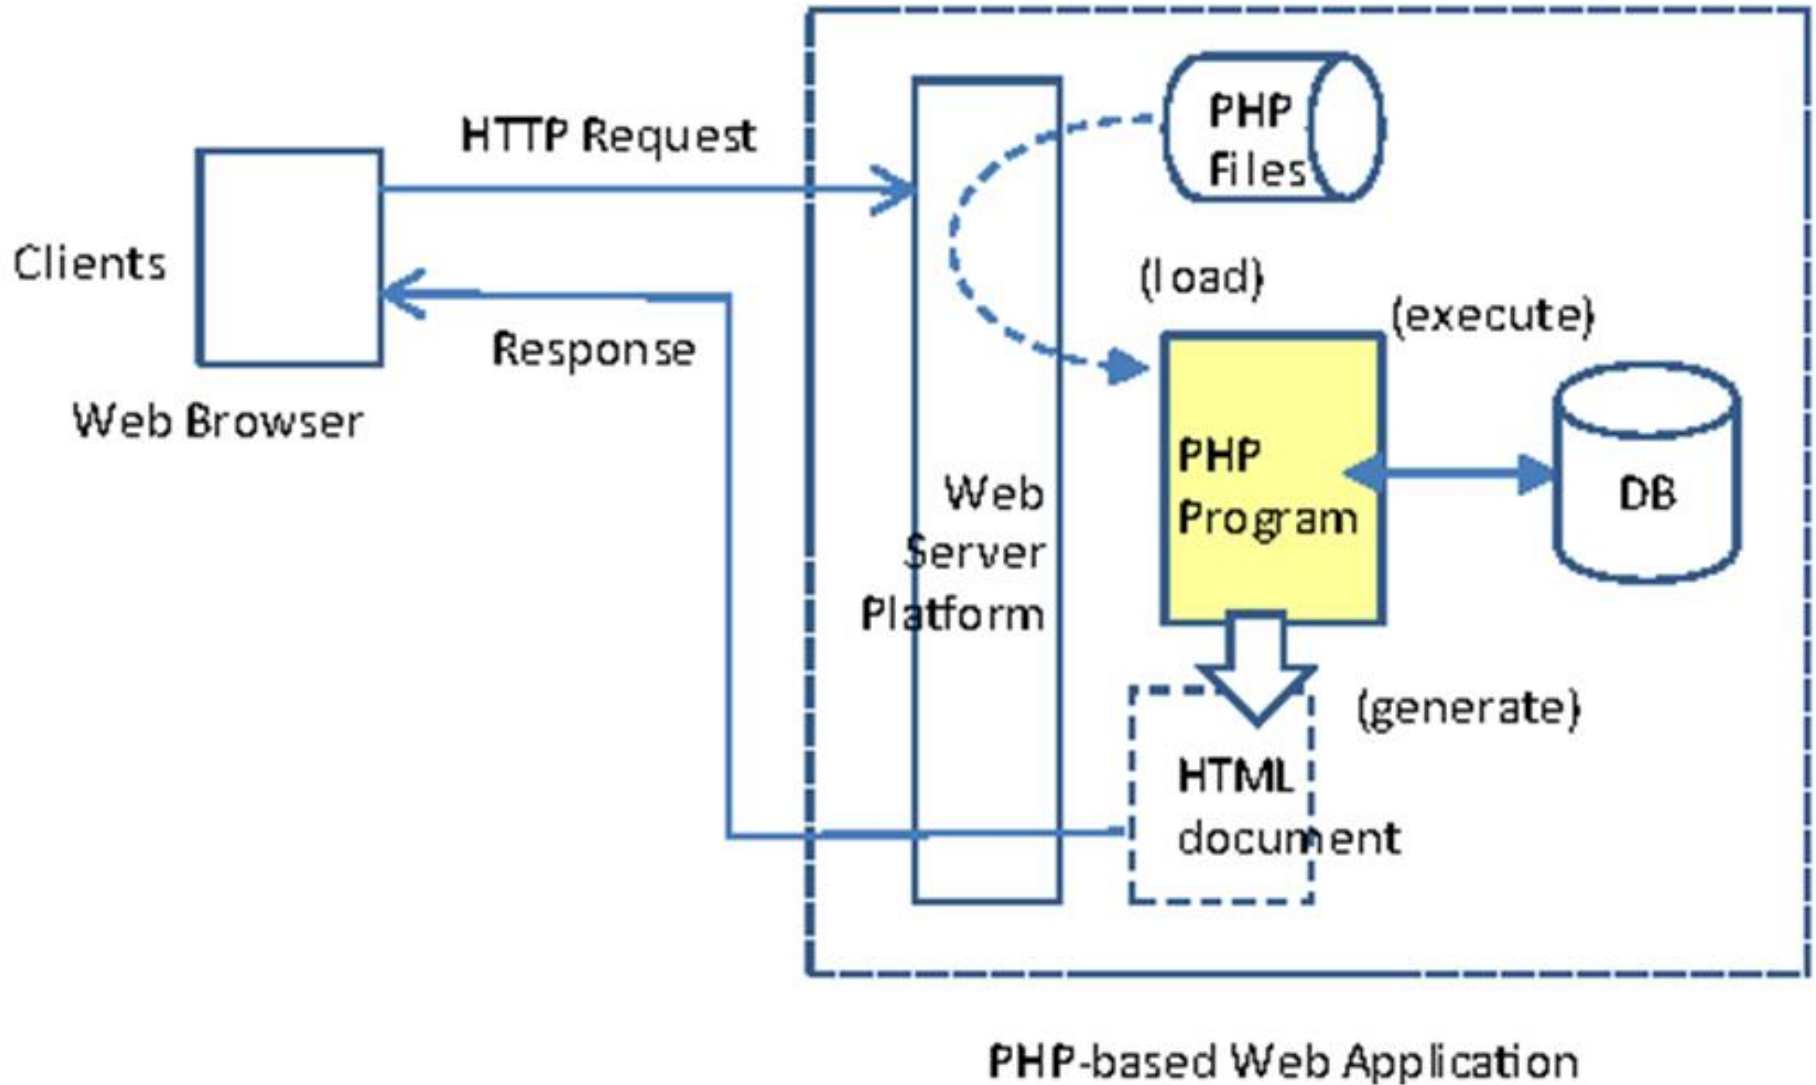 HTTP Request
Clients
Response
Web Browser
PHP
Files
(load)
(execute)
PHP
Program
DB
Web
Server
Platform
(generate)
HTML
document
PHP-based Web Application